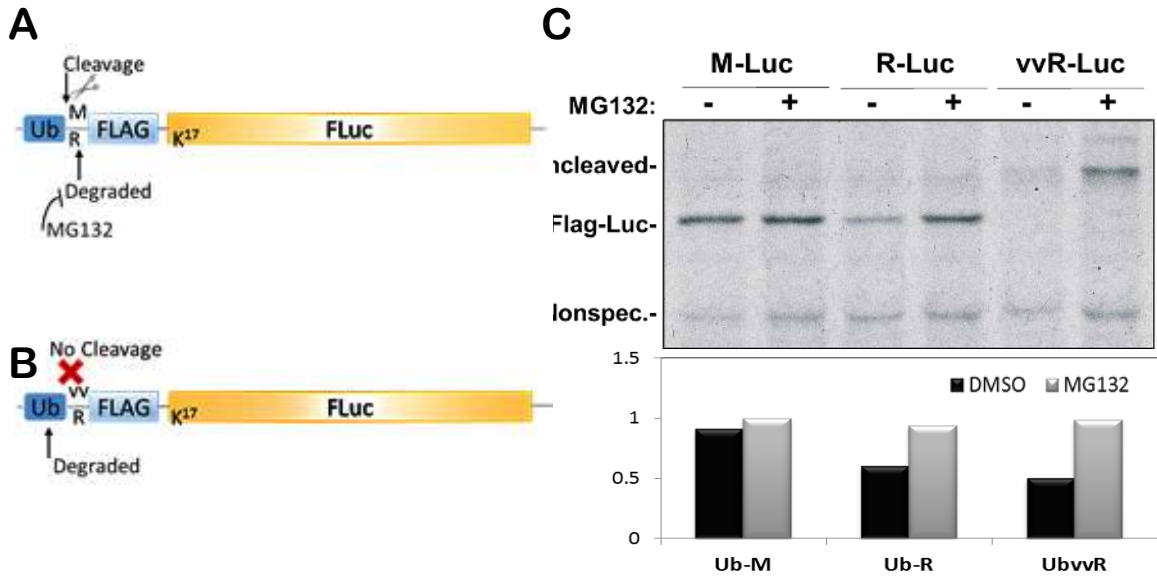 A
Cleavage
M
Ub R FLAG K17 FLuc
Degraded
MG132
B
No Cleavage
vv
Ub R FLAG K17 FLuc
Degraded
C
M-Luc R-Luc vvR-Luc
MG132: - + - + - +
ncleaved-
Flag-Luc-
lonspec.-
1.5
DMSO MG132
1
0.5
0
Ub-M Ub-R UbvvR